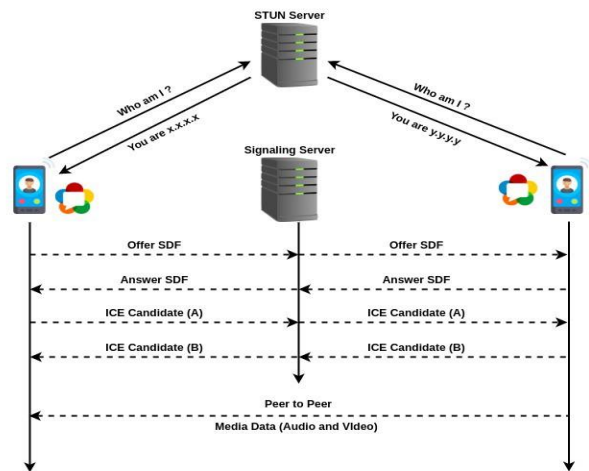 STUN Server
Who am I ?
You are x.x.x.x
Who am I ?
You are y.y.y.y
Signaling Server
Offer SDF
Offer SDF
Answer SDF
Answer SDF
ICE Candidate (A)
ICE Candidate (A)
ICE Candidate (B)
ICE Candidate (B)
Peer to Peer
Media Data (Audio and VIdeo)